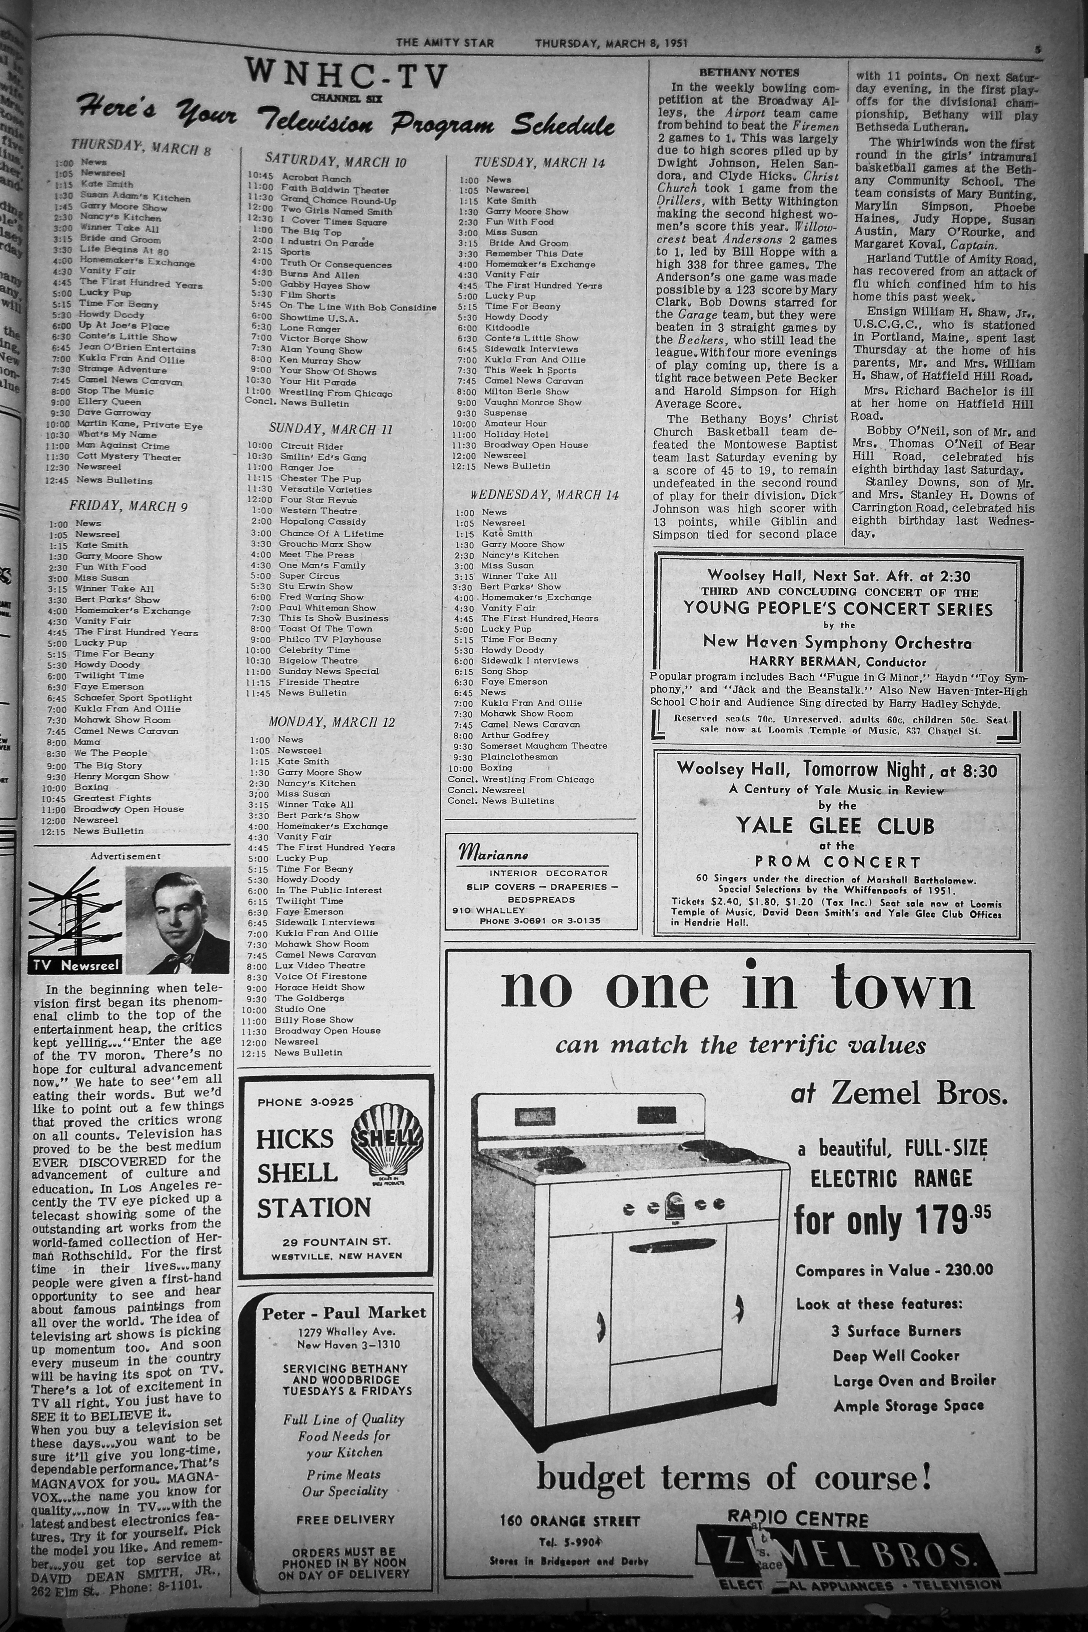 THE AMITY STAR THURSDAY, MARCH 8, 1951 5
WNHC-TV
CHANNEL SIX
Here's Your Television Program Schedule
THURSDAY, MARCH 8
1:00 News
1:05 Newsreel
1:15 Kate Smith
1:30 Susan Adam's Kitchen
1:45 Garry Moore Show
2:30 Nancy's Kitchen
3:00 Winner Take All
3:15 Bride and Groom
3:30 Life Begins At 80
4:00 Homemaker's Exchange
4:30 Vanity Fair
4:45 The First Hundred Years
5:00 Lucky Pup
5:15 Time For Beany
5:30 Howdy Doody
6:00 Up At Joe's Place
6:30 Conte's Little Show
6:45 Jean O'Brien Entertains
7:00 Kukla Fran And Ollie
7:30 Strange Adventure
7:45 Camel News Caravan
8:00 Stop The Music
9:00 Ellery Queen
9:30 Dave Garroway
10:00 Martin Kane, Private Eye
10:30 What's My Name
11:00 Man Against Crime
11:30 Cott Mystery Theater
12:30 Newsreel
12:45 News Bulletins
FRIDAY, MARCH 9
1:00 News
1:05 Newsreel
1:15 Kate Smith
1:30 Garry Moore Show
2:30 Fun With Food
3:00 Miss Susan
3:15 Winner Take All
3:30 Bert Parks' Show
4:00 Homemaker's Exchange
4:30 Vanity Fair
4:45 The First Hundred Years
5:00 Lucky Pup
5:15 Time For Beany
5:30 Howdy Doody
6:00 Twilight Time
6:30 Faye Emerson
6:45 Schaefer Sport Spotlight
7:00 Kukla Fran And Ollie
7:30 Mohawk Show Room
7:45 Camel News Caravan
8:00 Mama
8:30 We The People
9:00 The Big Story
9:30 Henry Morgan Show
10:00 Boxing
10:45 Greatest Fights
11:00 Broadway Open House
12:00 Newsreel
12:15 News Bulletin
Advertisement
TV Newsreel
In the beginning when tele-
vision first began its phenom-
enal climb to the top of the
entertainment heap, the critics
kept yelling..."Enter the age
of the TV moron. There's no
hope for cultural advancement
now." We hate to see 'em all
eating their words. But we'd
like to point out a few things
that proved the critics wrong
on all counts. Television has
proved to be the best medium
EVER DISCOVERED for the
advancement of culture and
education. In Los Angeles re-
cently the TV eye picked up a
telecast showing some of the
outstanding art works from the
world-famed collection of Her-
man Rothschild. For the first
time in their lives...many
people were given a first-hand
opportunity to see and hear
about famous paintings from
all over the world. The idea of
televising art shows is picking
up momentum too. And soon
every museum in the country
will be having its spot on TV.
There's a lot of excitement in
TV all right. You just have to
SEE it to BELIEVE it.
When you buy a television set
these days...you want to be
sure it'll give you long-time,
dependable performance. That's
MAGNAVOX for you. MAGNA-
VOX...the name you know for
quality...now in TV...with the
latest and best electronics fea-
tures. Try it for yourself. Pick
the model you like. And remem-
ber...you get top service at
DAVID DEAN SMITH, JR.,
262 Elm St. Phone: 8-1101.
SATURDAY, MARCH 10
10:45 Acrobat Ranch
11:00 Faith Baldwin Theater
11:30 Grand Chance Round-Up
12:00 Two Girls Named Smith
12:30 I Cover Times Square
1:00 The Big Top
2:00 Industri On Parade
2:15 Sports
4:00 Truth Or Consequences
4:30 Burns And Allen
5:00 Gabby Hayes Show
5:30 Film Shorts
5:45 On The Line With Bob Considine
6:00 Showtime U.S.A.
6:30 Lone Ranger
7:00 Victor Borge Show
7:30 Alan Young Show
8:00 Ken Murray Show
9:00 Your Show Of Shows
10:30 Your Hit Parade
11:00 Wrestling From Chicago
Concl. News Bulletin
SUNDAY, MARCH 11
10:00 Circuit Rider
10:30 Smilin' Ed's Gang
11:00 Ranger Joe
11:15 Chester The Pup
11:30 Versatile Varieties
12:00 Four Star Revue
1:00 Western Theatre
2:00 Hopalong Cassidy
3:00 Chance Of A Lifetime
3:30 Groucho Marx Show
4:00 Meet The Press
4:30 One Man's Family
5:00 Super Circus
5:30 Stu Erwin Show
6:00 Fred Waring Show
7:00 Paul Whiteman Show
7:30 This Is Show Business
8:00 Toast Of The Town
9:00 Philco TV Playhouse
10:00 Celebrity Time
10:30 Bigelow Theatre
11:00 Sunday News Special
11:15 Fireside Theatre
11:45 News Bulletin
MONDAY, MARCH 12
1:00 News
1:05 Newsreel
1:15 Kate Smith
1:30 Garry Moore Show
2:30 Nancy's Kitchen
3:00 Miss Susan
3:15 Winner Take All
3:30 Bert Park's Show
4:00 Homemaker's Exchange
4:30 Vanity Fair
4:45 The First Hundred Years
5:00 Lucky Pup
5:15 Time For Beany
5:30 Howdy Doody
6:00 In The Public Interest
6:15 Twilight Time
6:30 Faye Emerson
6:45 Sidewalk Interviews
7:00 Kukla Fran And Ollie
7:30 Mohawk Show Room
7:45 Camel News Caravan
8:00 Lux Video Theatre
8:30 Voice Of Firestone
9:00 Horace Heidt Show
9:30 The Goldbergs
10:00 Studio One
11:00 Billy Rose Show
11:30 Broadway Open House
12:00 Newsreel
12:15 News Bulletin
PHONE 3-0925
HICKS
SHELL
STATION
SHELL
29 FOUNTAIN ST.
WESTVILLE, NEW HAVEN
Peter - Paul Market
1279 Whalley Ave.
New Haven 3-1310
SERVICING BETHANY
AND WOODBRIDGE
TUESDAYS & FRIDAYS
Full Line of Quality
Food Needs for
your Kitchen
Prime Meats
Our Speciality
FREE DELIVERY
ORDERS MUST BE
PHONED IN BY NOON
ON DAY OF DELIVERY
TUESDAY, MARCH 14
1:00 News
1:05 Newsreel
1:15 Kate Smith
1:30 Garry Moore Show
2:30 Fun With Food
3:00 Miss Susan
3:15 Bride And Groom
3:30 Remember This Date
4:00 Homemaker's Exchange
4:30 Vanity Fair
4:45 The First Hundred Years
5:00 Lucky Pup
5:15 Time For Beany
5:30 Howdy Doody
6:00 Kitdoodle
6:30 Conte's Little Show
6:45 Sidewalk Interviews
7:00 Kukla Fran And Ollie
7:30 This Week In Sports
7:45 Camel News Caravan
8:00 Milton Berle Show
9:00 Vaughn Monroe Show
9:30 Suspense
10:00 Amateur Hour
11:00 Holiday Hotel
11:30 Broadway Open House
12:00 Newsreel
12:15 News Bulletin
WEDNESDAY, MARCH 14
1:00 News
1:05 Newsreel
1:15 Kate Smith
1:30 Garry Moore Show
2:30 Nancy's Kitchen
3:00 Miss Susan
3:15 Winner Take All
3:30 Bert Parks' Show
4:00 Homemaker's Exchange
4:30 Vanity Fair
4:45 The First Hundred Hears
5:00 Lucky Pup
5:15 Time For Beany
5:30 Howdy Doody
6:00 Sidewalk Interviews
6:15 Song Shop
6:30 Faye Emerson
6:45 News
7:00 Kukla Fran And Ollie
7:30 Mohawk Show Room
7:45 Camel News Caravan
8:00 Arthur Godfrey
9:30 Somerset Maugham Theatre
9:30 Plainclothesman
10:00 Boxing
Concl. Wrestling From Chicago
Concl. Newsreel
Concl. News Bulletins
Marianne
INTERIOR DECORATOR
SLIP COVERS — DRAPERIES —
BEDSPREADS
910 WHALLEY
PHONE 3-0691 OR 3-0135
BETHANY NOTES
In the weekly bowling com-
petition at the Broadway Al-
leys, the Airport team came
from behind to beat the Firemen
2 games to 1. This was largely
due to high scores piled up by
Dwight Johnson, Helen San-
dora, and Clyde Hicks. Christ
Church took 1 game from the
Drillers, with Betty Withington
making the second highest wo-
men's score this year. Willow-
crest beat Andersons 2 games
to 1, led by Bill Hoppe with a
high 338 for three games. The
Anderson's one game was made
possible by a 123 score by Mary
Clark. Bob Downs starred for
the Garage team, but they were
beaten in 3 straight games by
the Beckers, who still lead the
league. With four more evenings
of play coming up, there is a
tight race between Pete Becker
and Harold Simpson for High
Average Score.
The Bethany Boys' Christ
Church Basketball team de-
feated the Montowese Baptist
team last Saturday evening by
a score of 45 to 19, to remain
undefeated in the second round
of play for their division. Dick
Johnson was high scorer with
13 points, while Giblin and
Simpson tied for second place
with 11 points. On next Satur-
day evening, in the first play-
offs for the divisional cham-
pionship, Bethany will play
Bethseda Lutheran.
The Whirlwinds won the first
round in the girls' intramural
basketball games at the Beth-
any Community School. The
team consists of Mary Bunting,
Marylin Simpson, Phoebe
Haines, Judy Hoppe, Susan
Austin, Mary O'Rourke, and
Margaret Koval, Captain.
Harland Tuttle of Amity Road,
has recovered from an attack of
flu which confined him to his
home this past week.
Ensign William H. Shaw, Jr.,
U.S.C.G.C., who is stationed
in Portland, Maine, spent last
Thursday at the home of his
parents, Mr. and Mrs. William
H. Shaw, of Hatfield Hill Road.
Mrs. Richard Bachelor is ill
at her home on Hatfield Hill
Road.
Bobby O'Neil, son of Mr. and
Mrs. Thomas O'Neil of Bear
Hill Road, celebrated his
eighth birthday last Saturday.
Stanley Downs, son of Mr.
and Mrs. Stanley H. Downs of
Carrington Road, celebrated his
eighth birthday last Wednes-
day.
Woolsey Hall, Next Sat. Aft. at 2:30
THIRD AND CONCLUDING CONCERT OF THE
YOUNG PEOPLE'S CONCERT SERIES
by the
New Haven Symphony Orchestra
HARRY BERMAN, Conductor
Popular program includes Bach "Fugue in G Minor," Haydn "Toy Sym-
phony," and "Jack and the Beanstalk." Also New Haven Inter-High
School Choir and Audience Sing directed by Harry Hadley Schyde.
Reserved seats 70c. Unreserved, adults 60c, children 50c. Seat
sale now at Loomis Temple of Music, 837 Chapel St.
Woolsey Hall, Tomorrow Night, at 8:30
A Century of Yale Music in Review
by the
YALE GLEE CLUB
at the
PROM CONCERT
60 Singers under the direction of Marshall Bartholomew.
Special Selections by the Whiffenpoofs of 1951.
Tickets $2.40, $1.80, $1.20 (Tax Inc.) Seat sale now at Loomis
Temple of Music, David Dean Smith's and Yale Glee Club Offices
in Hendrie Hall.
no one in town
can match the terrific values
at Zemel Bros.
a beautiful, FULL-SIZE
ELECTRIC RANGE
for only 179.95
Compares in Value - 230.00
Look at these features:
3 Surface Burners
Deep Well Cooker
Large Oven and Broiler
Ample Storage Space
budget terms of course!
160 ORANGE STREET
Tel. 5-9904
Stores in Bridgeport and Derby
RADIO CENTRE
Z MEL BROS.
ELECT AL APPLIANCES · TELEVISION